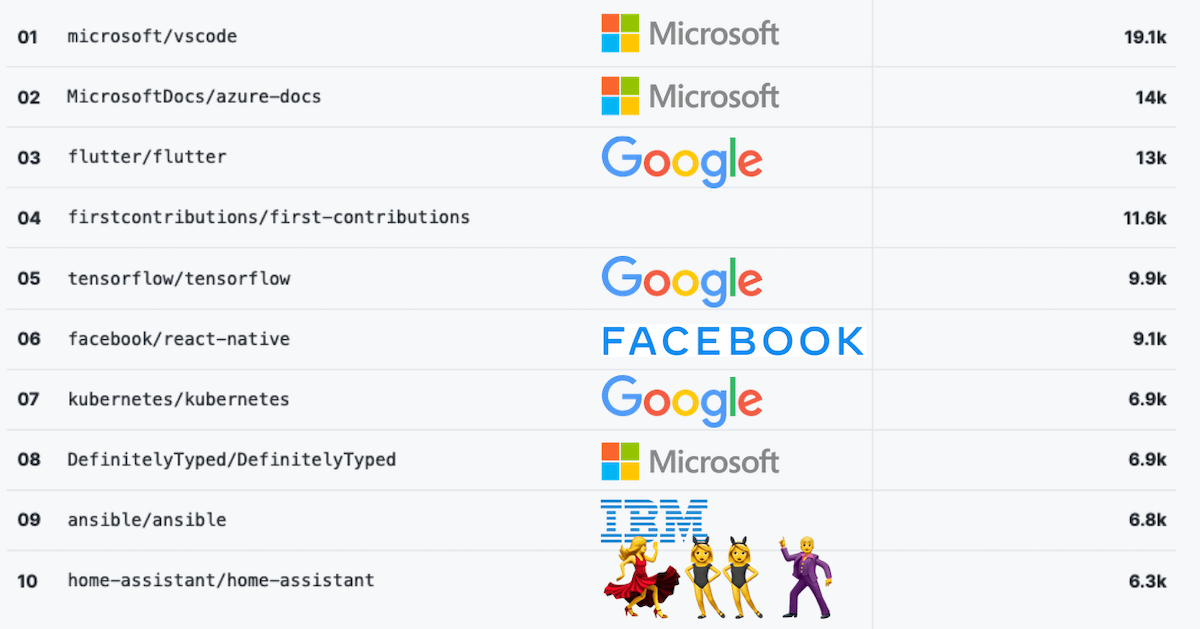 01 microsoft/vscode Microsoft 19.1k
02 MicrosoftDocs/azure-docs Microsoft 14k
03 flutter/flutter Google 13k
04 firstcontributions/first-contributions 11.6k
05 tensorflow/tensorflow Google 9.9k
06 facebook/react-native FACEBOOK 9.1k
07 kubernetes/kubernetes Google 6.9k
08 DefinitelyTyped/DefinitelyTyped Microsoft 6.9k
09 ansible/ansible IBM 6.8k
10 home-assistant/home-assistant 6.3k